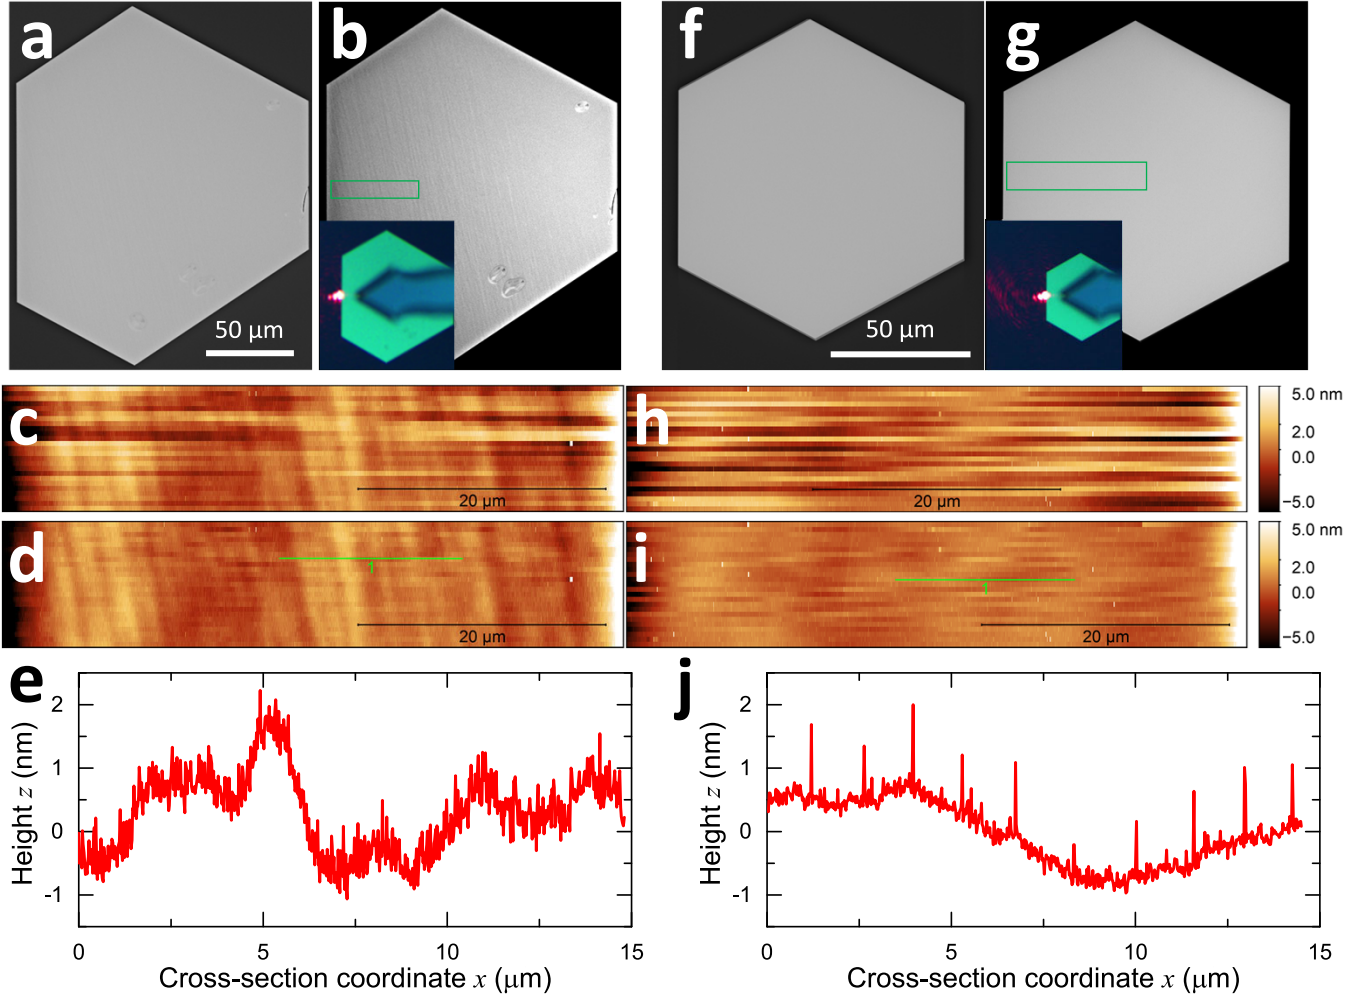 a
b
f
g
50 µm
50 µm
c
h
5.0 nm
2.0
0.0
−5.0
20 µm
20 µm
d
i
1
1
5.0 nm
2.0
0.0
−5.0
20 µm
20 µm
e
j
Height z (nm)
2
1
0
-1
0 5 10 15
Cross-section coordinate x (µm)
Height z (nm)
2
1
0
-1
0 5 10 15
Cross-section coordinate x (µm)